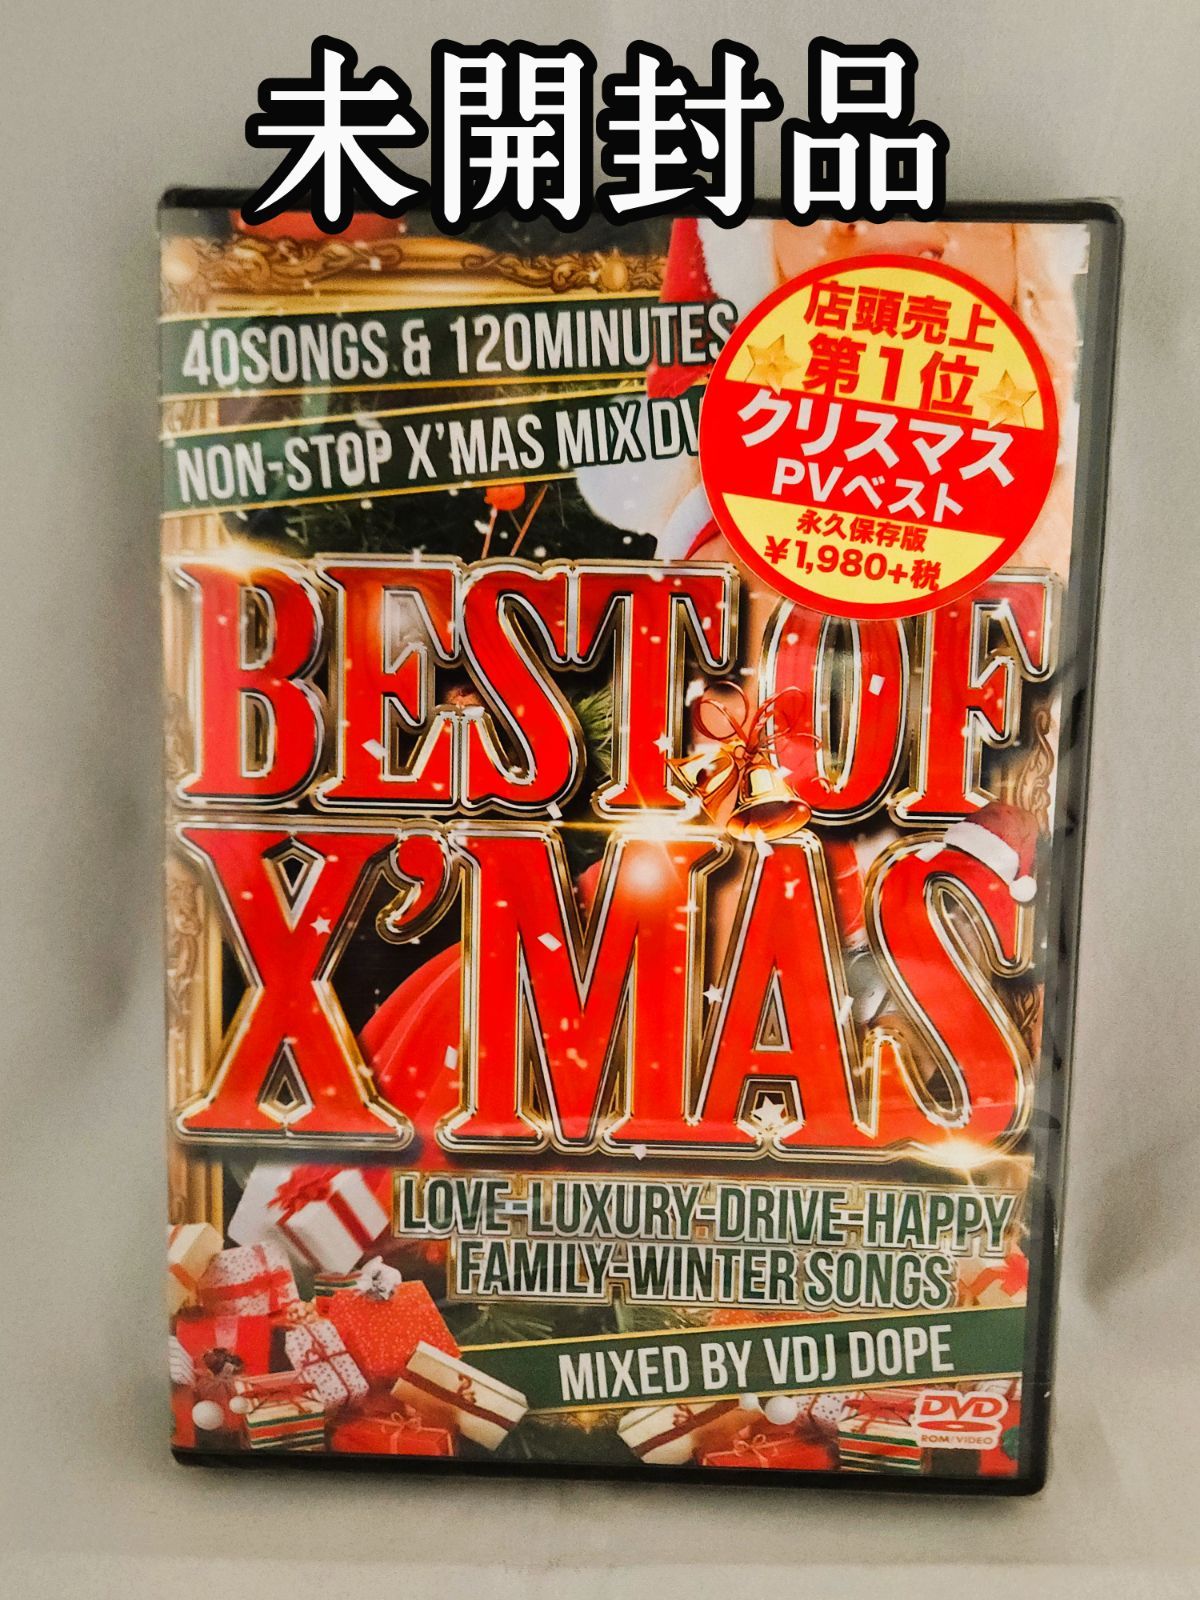 未開封品
40SONGS & 120MINUTES
NON-STOP X'MAS MIX
店頭売上
第1位
クリスマス
PVベスト
永久保存版
¥1,980+税
BEST OF
X'MAS
LOVE-LUXURY-DRIVE-HAPPY
FAMILY-WINTER SONGS
MIXED BY VDJ DOPE
DVD
ROM/VIDEO